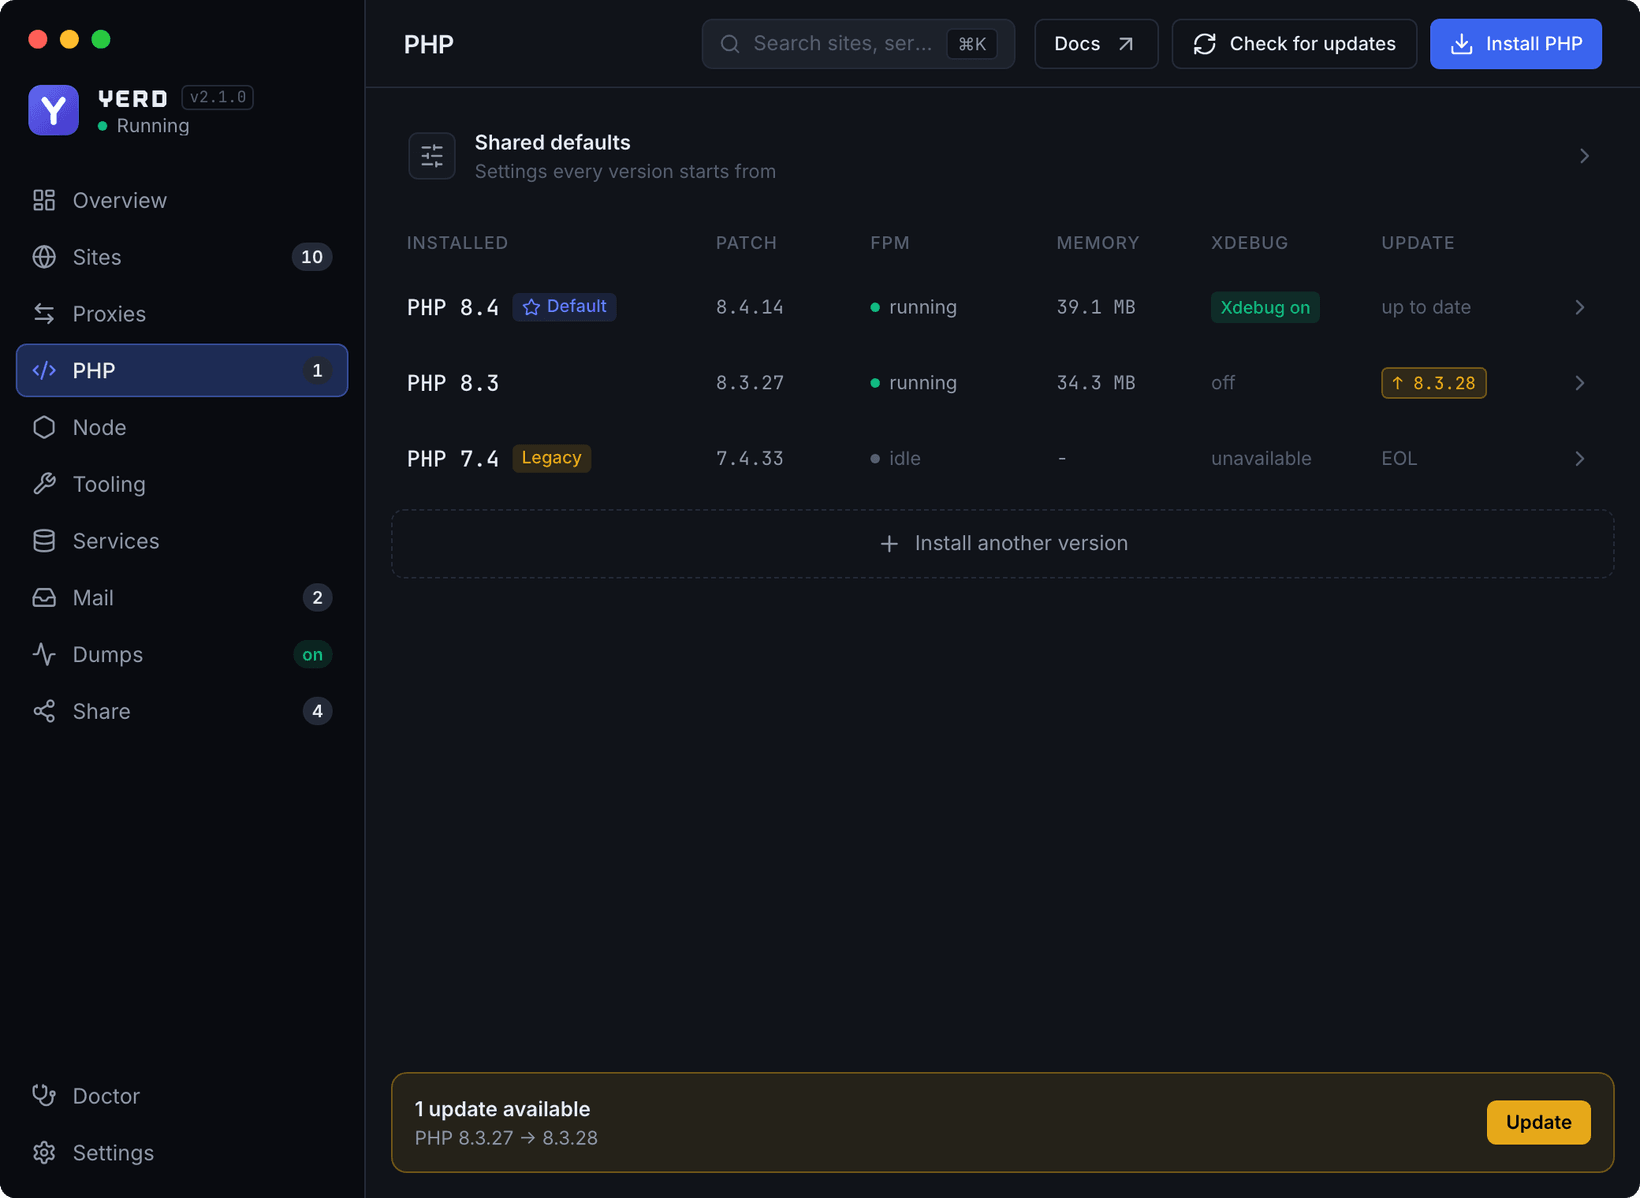 PHP
Search sites, ser... ⌘K
Docs
Check for updates
Install PHP
YERD v2.1.0
Running
Overview
Sites 10
Proxies
PHP 1
Node
Tooling
Services
Mail 2
Dumps on
Share 4
Doctor
Settings
Shared defaults
Settings every version starts from
INSTALLED PATCH FPM MEMORY XDEBUG UPDATE
PHP 8.4 Default 8.4.14 running 39.1 MB Xdebug on up to date
PHP 8.3 8.3.27 running 34.3 MB off ↑ 8.3.28
PHP 7.4 Legacy 7.4.33 idle - unavailable EOL
+ Install another version
1 update available
PHP 8.3.27 → 8.3.28
Update